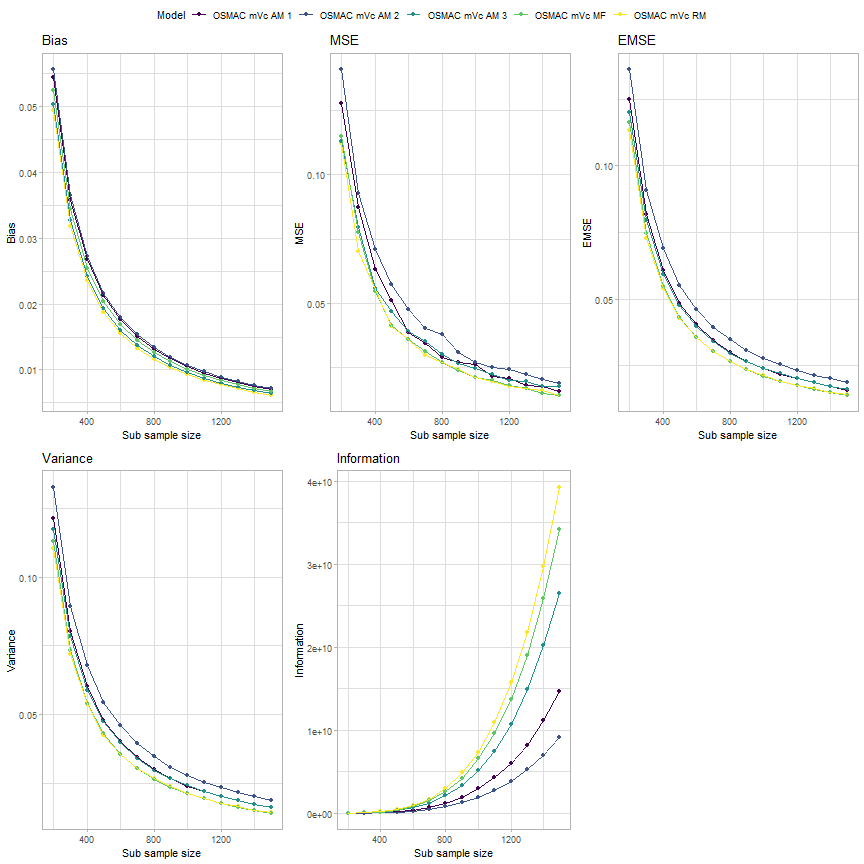 Model OSMAC mVc AM 1 OSMAC mVc AM 2 OSMAC mVc AM 3 OSMAC mVc MF OSMAC mVc RM
Bias
0.05
0.04
0.03
0.02
0.01
Bias
400 800 1200
Sub sample size
MSE
0.10
0.05
MSE
400 800 1200
Sub sample size
EMSE
0.10
0.05
EMSE
400 800 1200
Sub sample size
Variance
0.10
0.05
Variance
400 800 1200
Sub sample size
Information
4e+10
3e+10
2e+10
1e+10
0e+00
Information
400 800 1200
Sub sample size